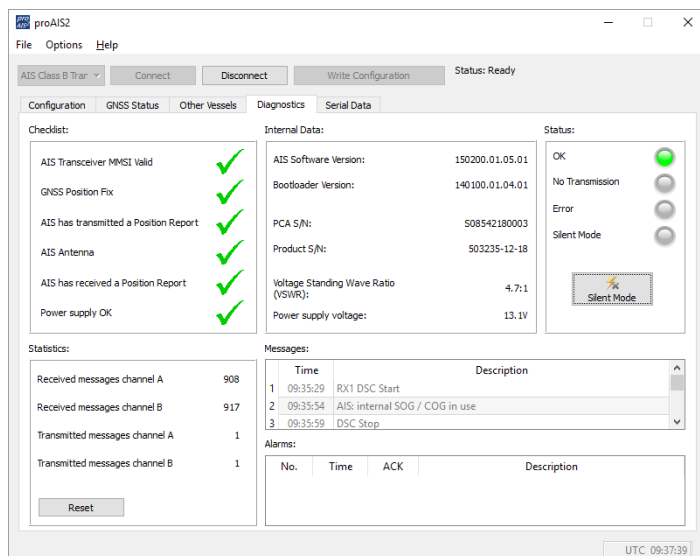 pro AIS2 proAIS2
File Options Help
AIS Class B Tran Connect Disconnect Write Configuration Status: Ready
Configuration GNSS Status Other Vessels Diagnostics Serial Data
Checklist:
AIS Transceiver MMSI Valid
GNSS Position Fix
AIS has transmitted a Position Report
AIS Antenna
AIS has received a Position Report
Power supply OK
Internal Data:
AIS Software Version: 150200.01.05.01
Bootloader Version: 140100.01.04.01
PCA S/N: S08542180003
Product S/N: 503235-12-18
Voltage Standing Wave Ratio
(VSWR): 4.7:1
Power supply voltage: 13.1V
Status:
OK
No Transmission
Error
Silent Mode
Silent Mode
Statistics:
Received messages channel A 908
Received messages channel B 917
Transmitted messages channel A 1
Transmitted messages channel B 1
Reset
Messages:
Time Description
1 09:35:29 RX1 DSC Start
2 09:35:54 AIS: internal SOG / COG in use
3 09:35:59 DSC Stop
Alarms:
No. Time ACK Description
UTC 09:37:39